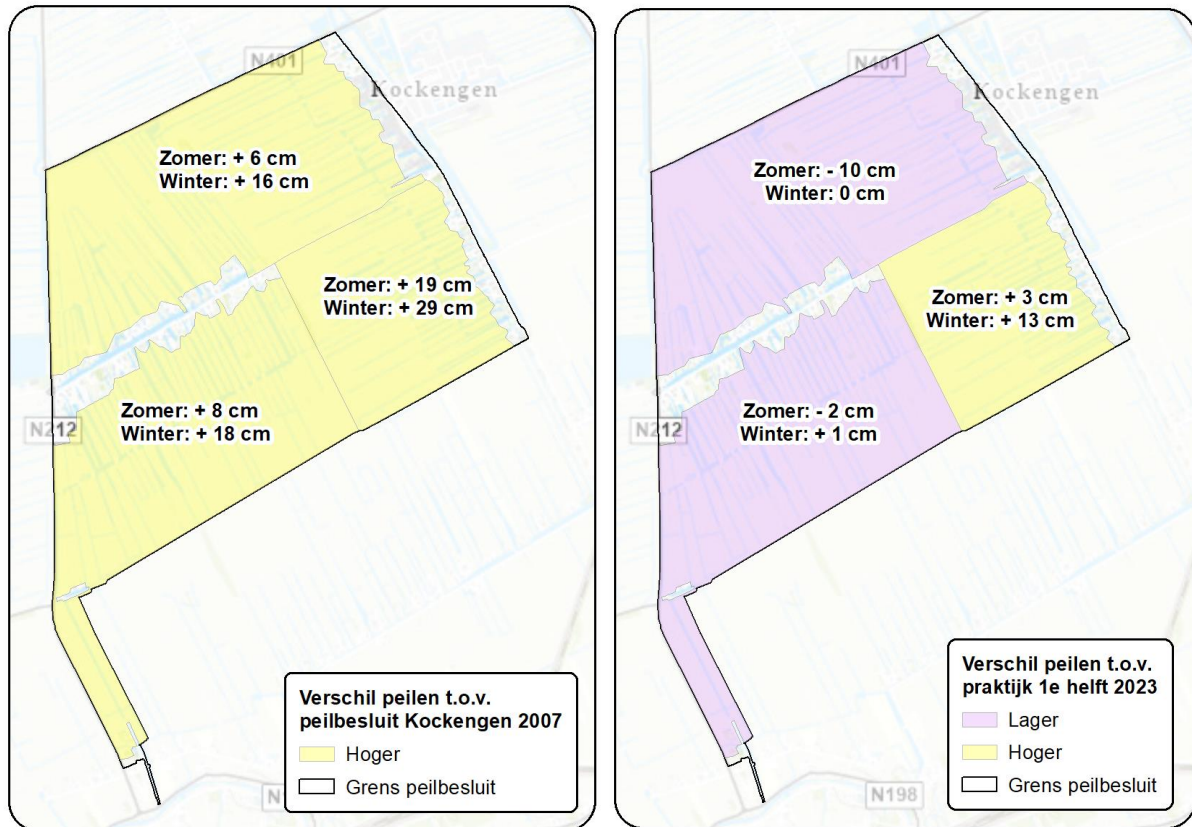 N401
Kockengen
Zomer: + 6 cm
Winter: + 16 cm
Zomer: + 19 cm
Winter: + 29 cm
Zomer: + 8 cm
Winter: + 18 cm
N212
Verschil peilen t.o.v.
peilbesluit Kockengen 2007
Hoger
Grens peilbesluit
N401
Kockengen
Zomer: - 10 cm
Winter: 0 cm
Zomer: + 3 cm
Winter: + 13 cm
Zomer: - 2 cm
Winter: + 1 cm
N212
Verschil peilen t.o.v.
praktijk 1e helft 2023
Lager
Hoger
Grens peilbesluit
N198